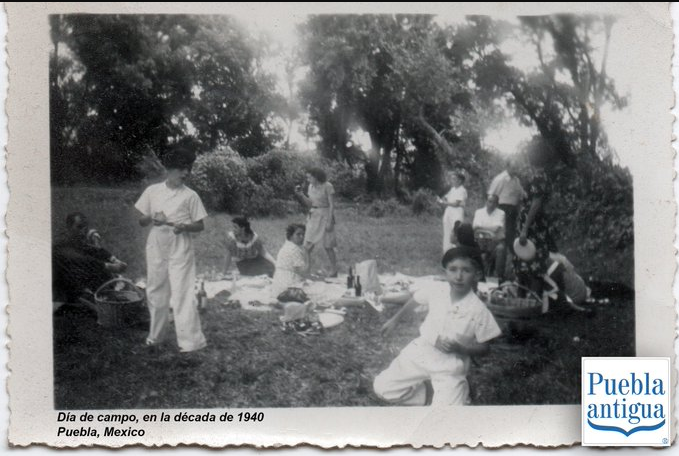 Día de campo, en la década de 1940
Puebla, Mexico
Puebla
antigua